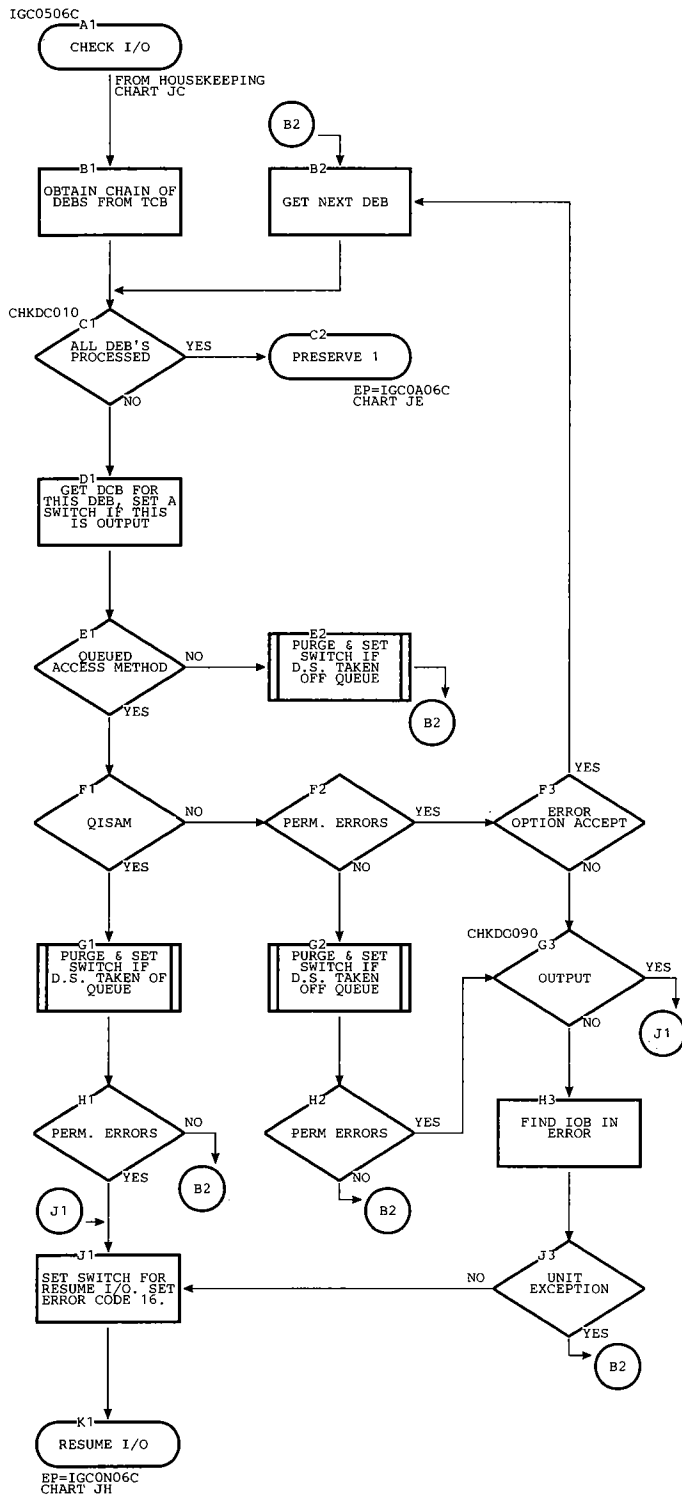 IGC0506C
A1
CHECK I/O
FROM HOUSEKEEPING
CHART JC
B2
B1
OBTAIN CHAIN OF
DEBS FROM TCB
B2
GET NEXT DEB
CHKDC010
C1
ALL DEB'S
PROCESSED
YES
NO
C2
PRESERVE 1
EP=IGC0A06C
CHART JE
D1
GET DCB FOR
THIS DEB, SET A
SWITCH IF THIS
IS OUTPUT
E1
QUEUED
ACCESS METHOD
NO
YES
E2
PURGE & SET
SWITCH IF
D.S. TAKEN
OFF QUEUE
B2
F1
QISAM
NO
YES
F2
PERM. ERRORS
YES
NO
F3
ERROR
OPTION ACCEPT
YES
NO
G1
PURGE & SET
SWITCH IF
D.S. TAKEN OF
QUEUE
G2
PURGE & SET
SWITCH IF
D.S. TAKEN
OFF QUEUE
CHKDG090
G3
OUTPUT
YES
NO
J1
H1
PERM. ERRORS
NO
YES
B2
H2
PERM ERRORS
YES
NO
B2
H3
FIND IOB IN
ERROR
J1
J1
SET SWITCH FOR
RESUME I/O. SET
ERROR CODE 16.
J3
UNIT
EXCEPTION
NO
YES
B2
K1
RESUME I/O
EP=IGC0N06C
CHART JH